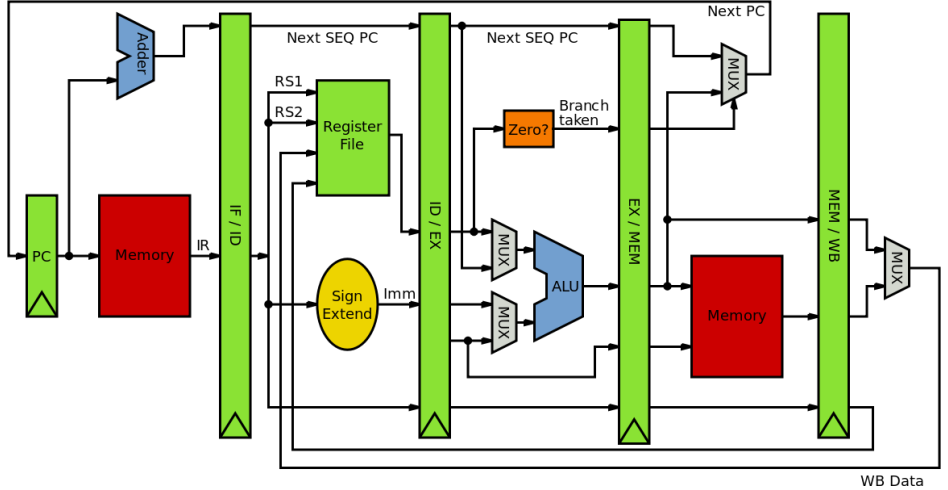 Next PC
Adder
Next SEQ PC
Next SEQ PC
MUX
RS1
RS2
Register
File
Branch
taken
Zero?
PC
Memory
IR
IF / ID
ID / EX
EX / MEM
MEM / WB
MUX
MUX
ALU
MUX
Sign
Extend
Imm
Memory
MUX
WB Data